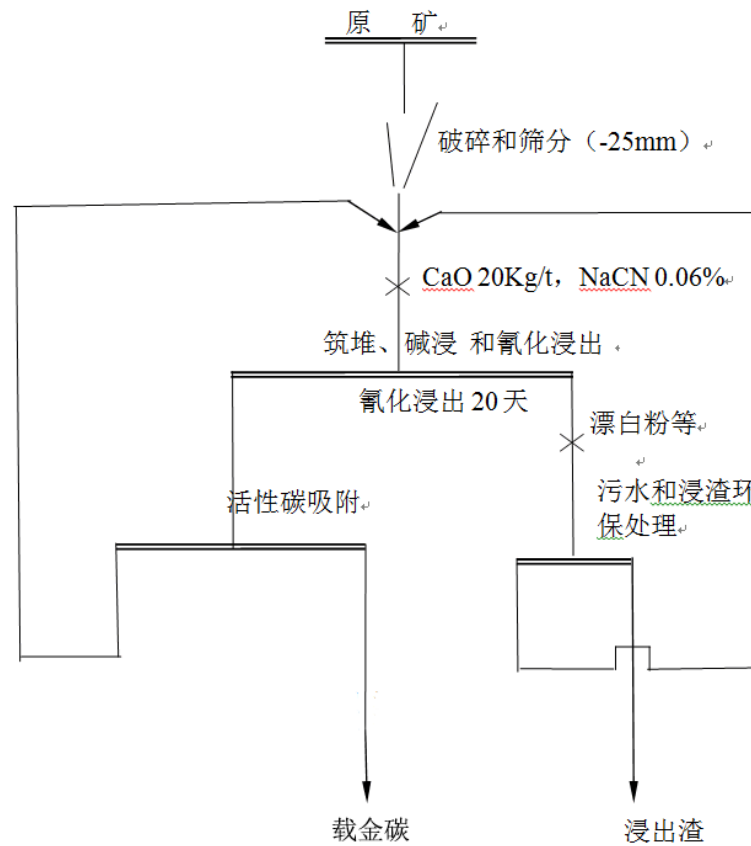 原 矿
破碎和筛分（-25mm）
CaO 20Kg/t，NaCN 0.06%
筑堆、碱浸 和氰化浸出
氰化浸出 20 天
漂白粉等
活性碳吸附
污水和浸渣环
保处理
载金碳
浸出渣